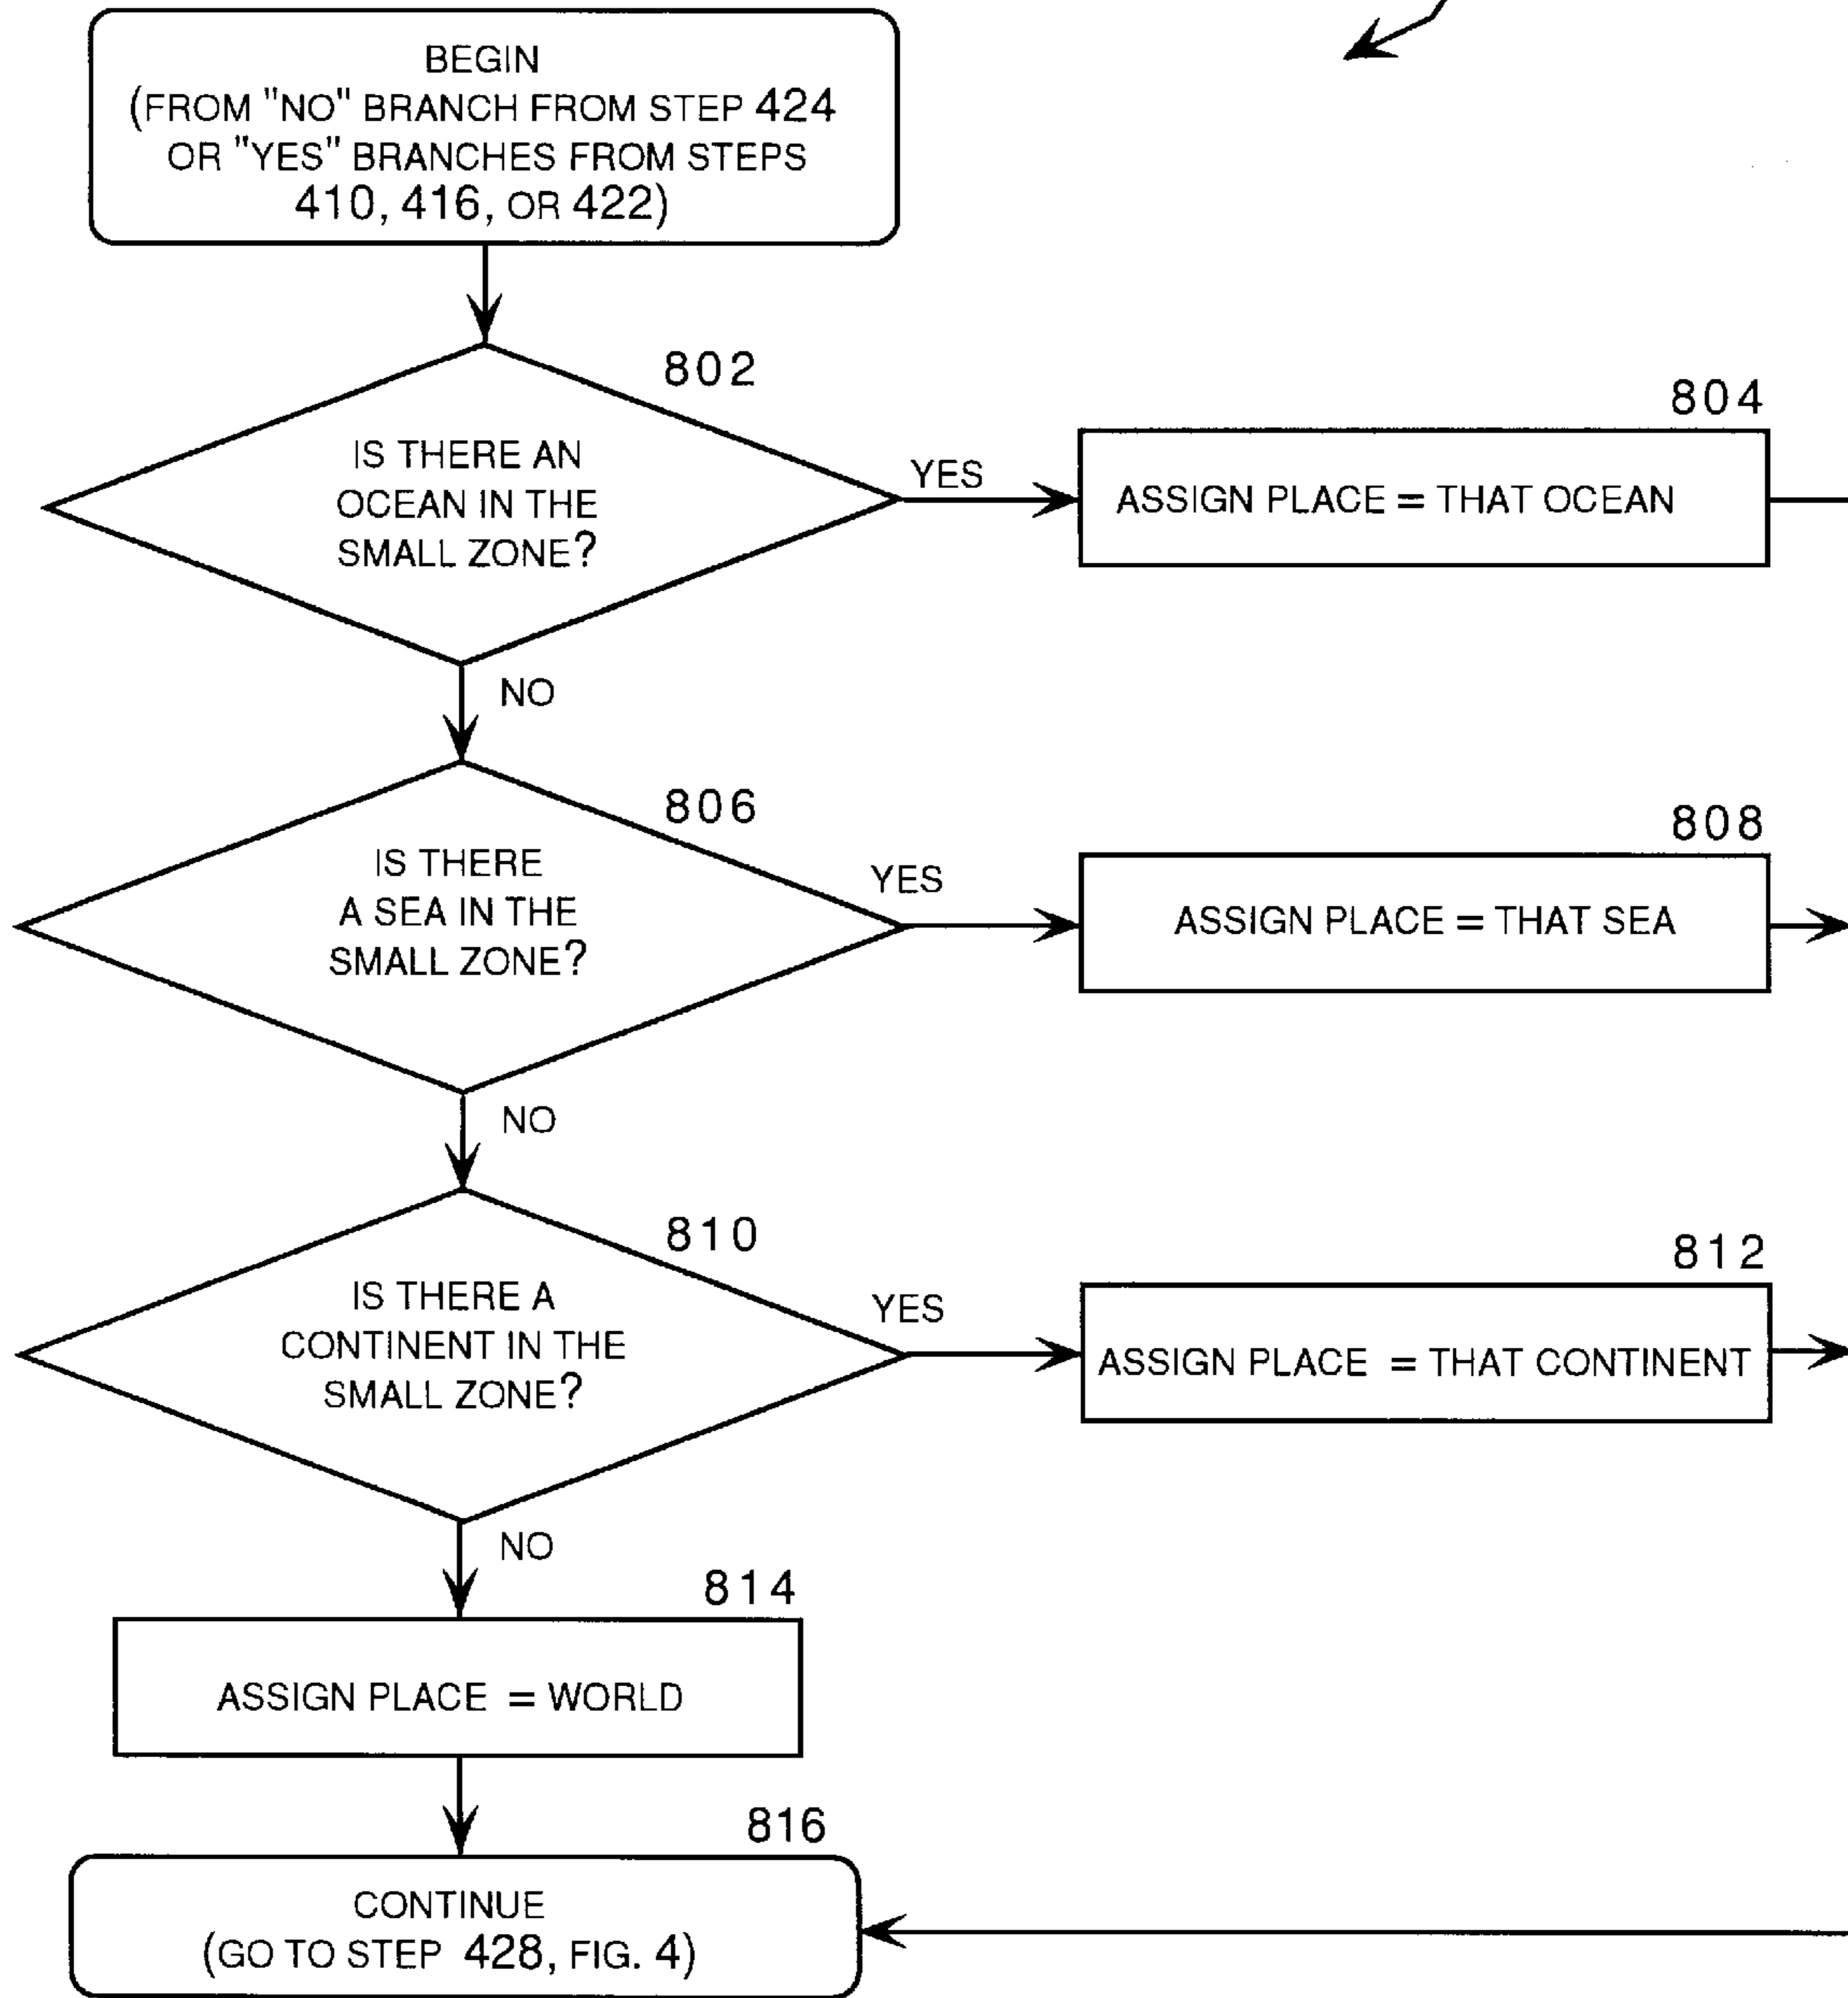 BEGIN
(FROM "NO" BRANCH FROM STEP 424
OR "YES" BRANCHES FROM STEPS
410, 416, OR 422)
802
IS THERE AN
OCEAN IN THE
SMALL ZONE?
YES
804
ASSIGN PLACE = THAT OCEAN
NO
806
IS THERE
A SEA IN THE
SMALL ZONE?
YES
808
ASSIGN PLACE = THAT SEA
NO
810
IS THERE A
CONTINENT IN THE
SMALL ZONE?
YES
812
ASSIGN PLACE = THAT CONTINENT
NO
814
ASSIGN PLACE = WORLD
816
CONTINUE
(GO TO STEP 428, FIG. 4)